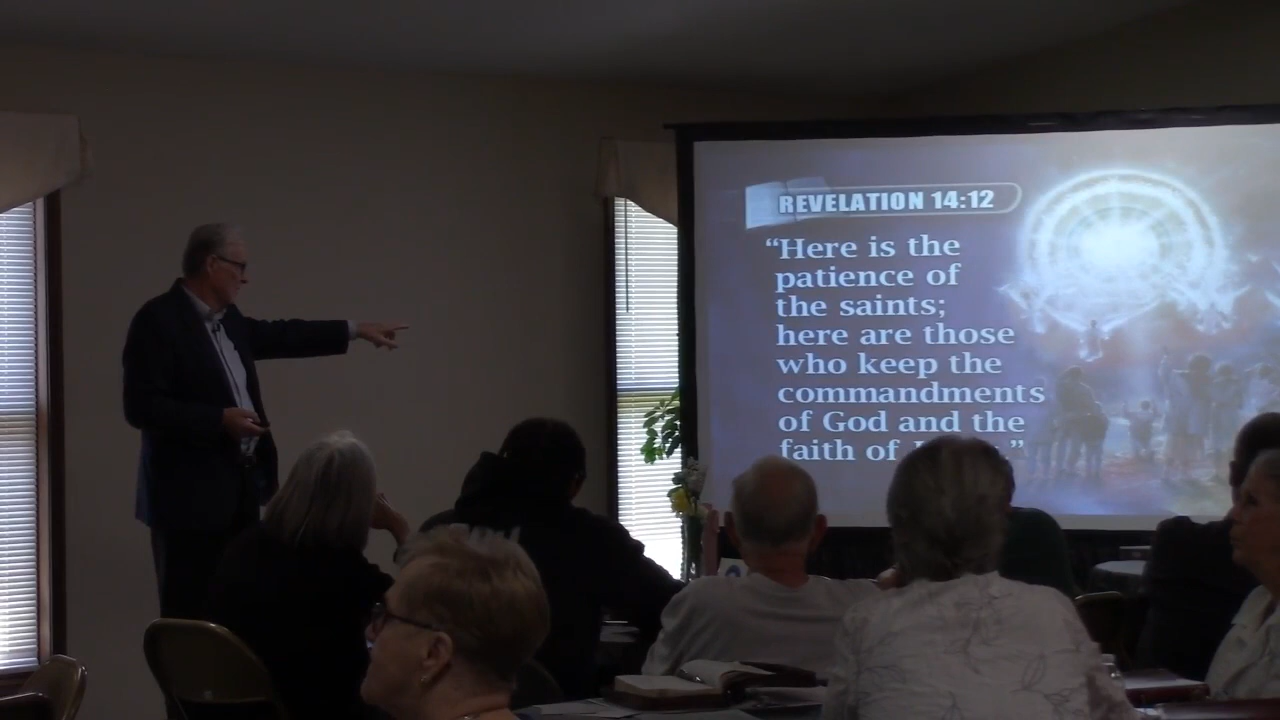 REVELATION 14:12
“Here is the
patience of
the saints;
here are those
who keep the
commandments
of God and the
faith of